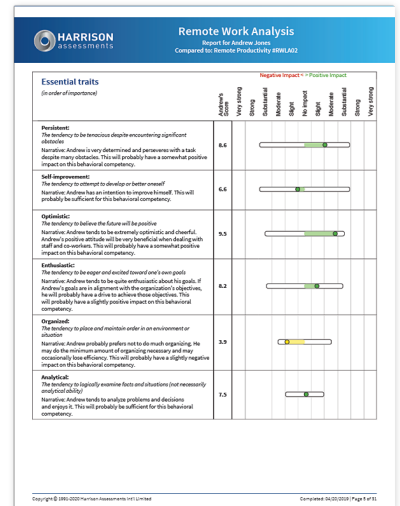 HARRISON
assessments
Remote Work Analysis
Report for Andrew Jones
Compared to: Remote Productivity #RWLA02
Essential traits
(in order of importance)
Negative Impact < > Positive Impact
Andrew's Score
Very strong
Strong
Substantial
Moderate
Slight
No impact
Slight
Moderate
Substantial
Strong
Very strong
Persistent:
The tendency to be tenacious despite encountering significant
obstacles
Narrative: Andrew is very determined and perseveres with a task
despite many obstacles. This will probably have a somewhat positive
impact on this behavioral competency.
8.6
Self-improvement:
The tendency to attempt to develop or better oneself
Narrative: Andrew has an intention to improve himself. This will
probably be sufficient for this behavioral competency.
6.6
Optimistic:
The tendency to believe the future will be positive
Narrative: Andrew tends to be extremely optimistic and cheerful.
Andrew's positive attitude will be very beneficial when dealing with
staff and co-workers. This will probably have a somewhat positive
impact on this behavioral competency.
9.5
Enthusiastic:
The tendency to be eager and excited toward one's own goals
Narrative: Andrew tends to be quite enthusiastic about his goals. If
Andrew's goals are in alignment with the organization's objectives,
he will probably have a drive to achieve those objectives. This
will have a slightly positive impact on this behavioral
competency.
8.2
Organized:
The tendency to place and maintain order in an environment or
situation
Narrative: Andrew probably prefers not to do much organizing. He
may do the minimum amount of organizing necessary and may
occasionally lose efficiency. This will probably have a slightly negative
impact on this behavioral competency.
3.9
Analytical:
The tendency to logically examine facts and situations (not necessarily
analytical ability)
Narrative: Andrew tends to analyze problems and decisions
and enjoys it. This will probably be sufficient for this behavioral
competency.
7.5
Copyright © 1991-2020 Harrison Assessments Int'l Limited
Completed: 04/20/2019 | Page 5 of 31